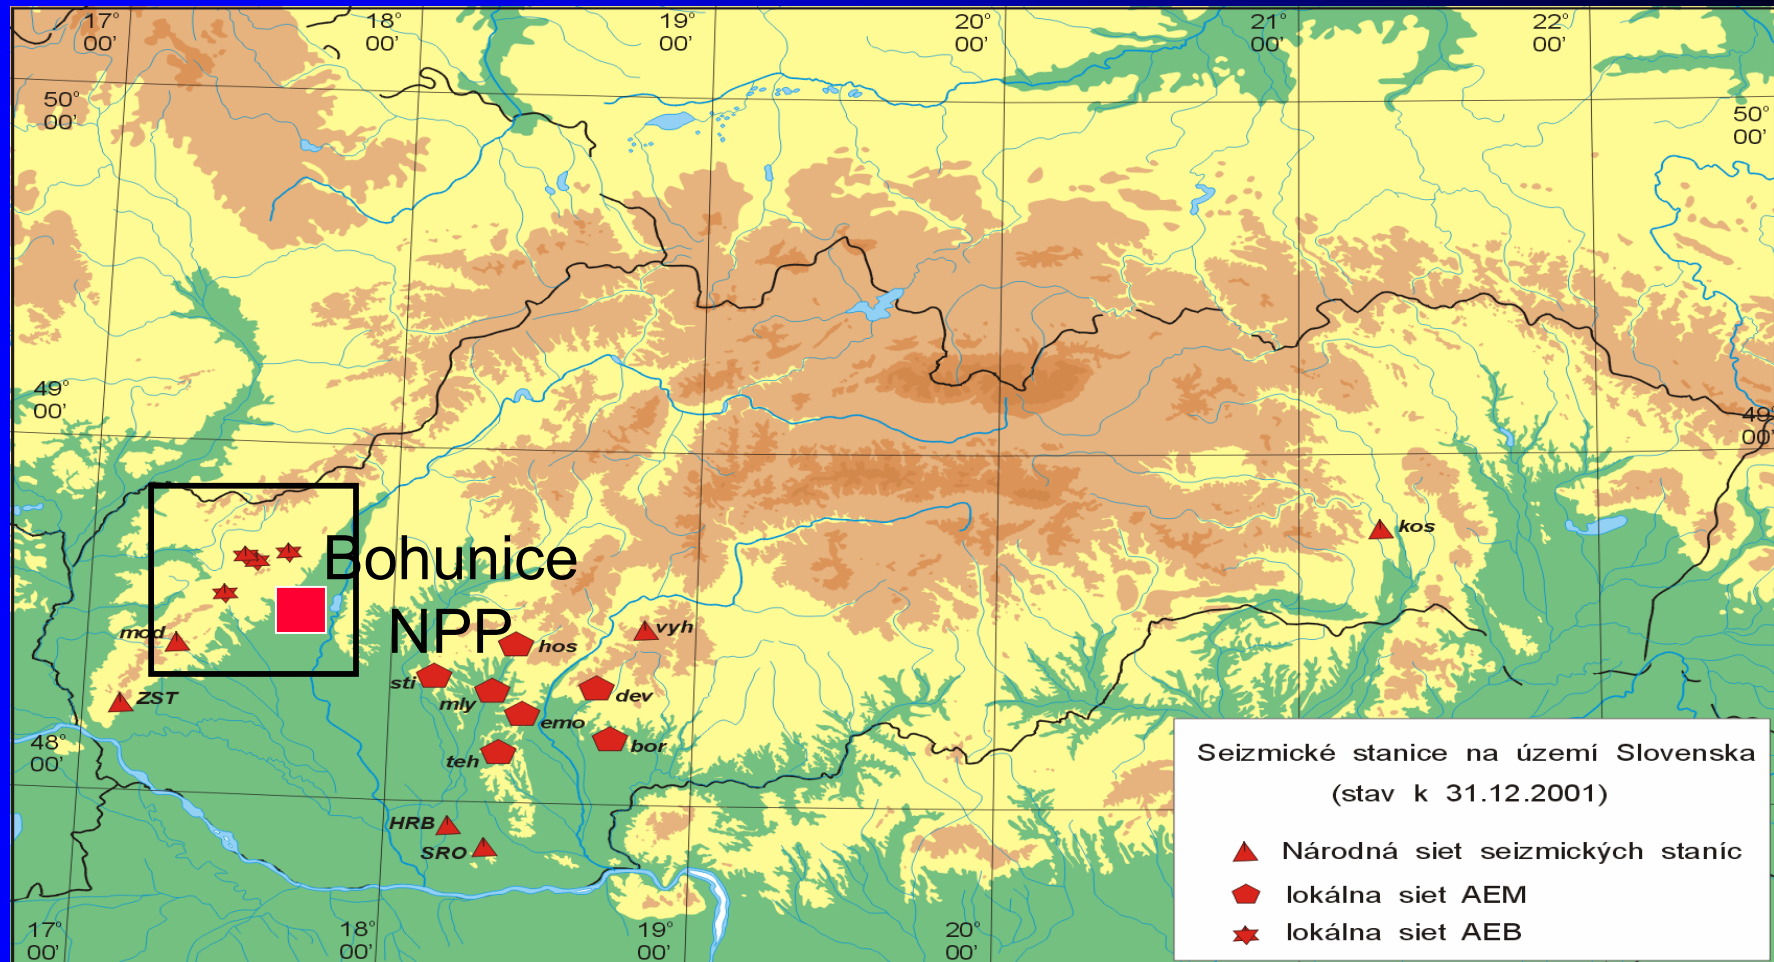 17° 18° 19° 20° 21° 22°
00' 00' 00' 00' 00' 00'
50°
00'
50°
00'
49°
00'
49°
00'
kos
Bohunice
NPP
mod
vyh
hos
sti
dev
mly
ZST
emo
bor
48°
00'
teh
HRB
SRO
Seizmické stanice na území Slovenska
(stav k 31.12.2001)
Národná siet seizmických staníc
lokálna siet AEM
lokálna siet AEB
17° 18° 19° 20°
00' 00' 00' 00'